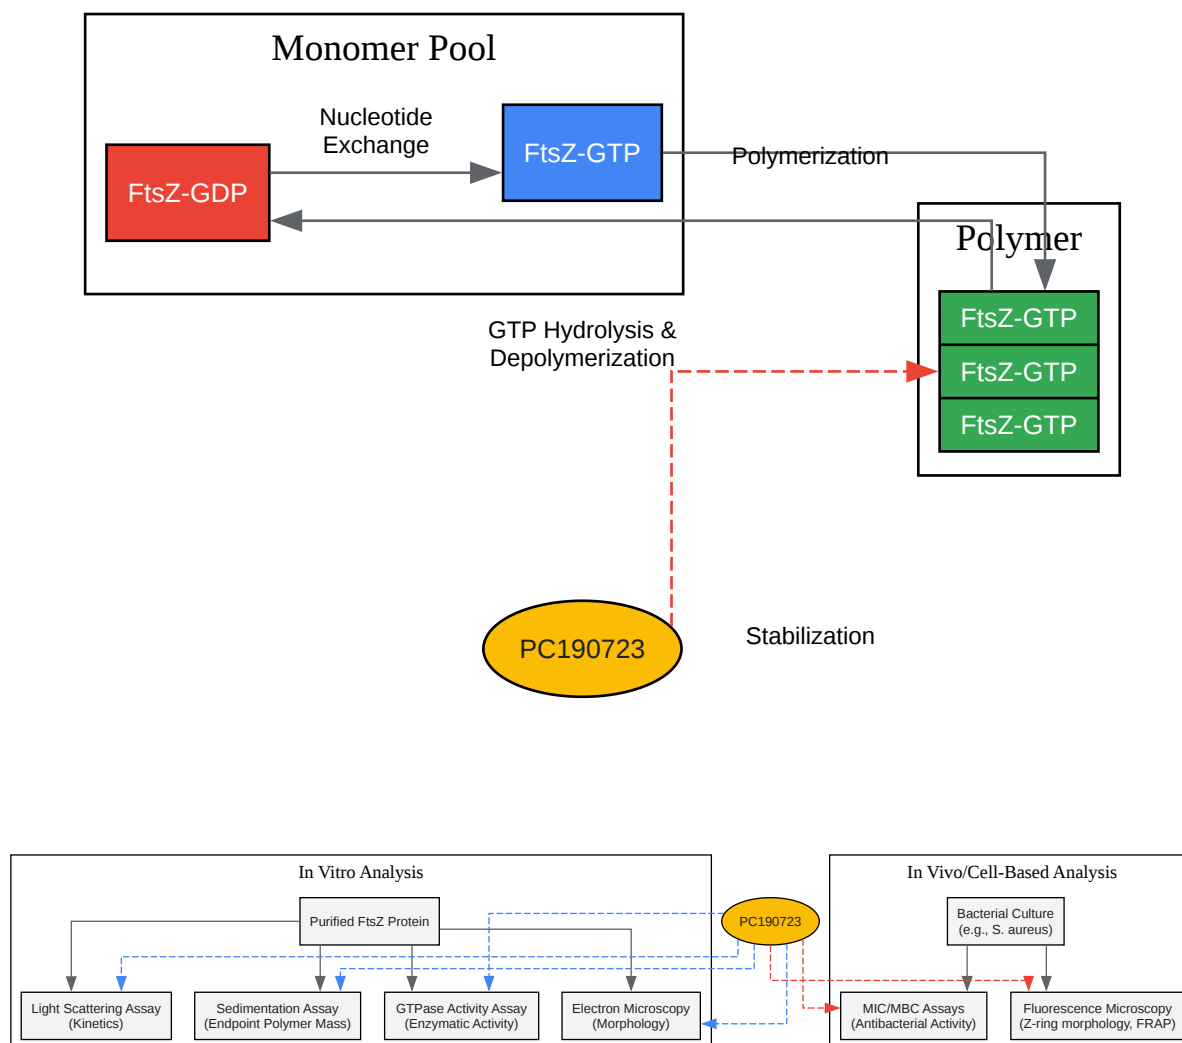 Monomer Pool
Nucleotide
Exchange
FtsZ-GDP
FtsZ-GTP
Polymerization
Polymer
FtsZ-GTP
FtsZ-GTP
FtsZ-GTP
GTP Hydrolysis &
Depolymerization
PC190723
Stabilization
In Vitro Analysis
Purified FtsZ Protein
Light Scattering Assay
(Kinetics)
Sedimentation Assay
(Endpoint Polymer Mass)
GTPase Activity Assay
(Enzymatic Activity)
Electron Microscopy
(Morphology)
PC190723
In Vivo/Cell-Based Analysis
Bacterial Culture
(e.g., S. aureus)
MIC/MBC Assays
(Antibacterial Activity)
Fluorescence Microscopy
(Z-ring morphology, FRAP)